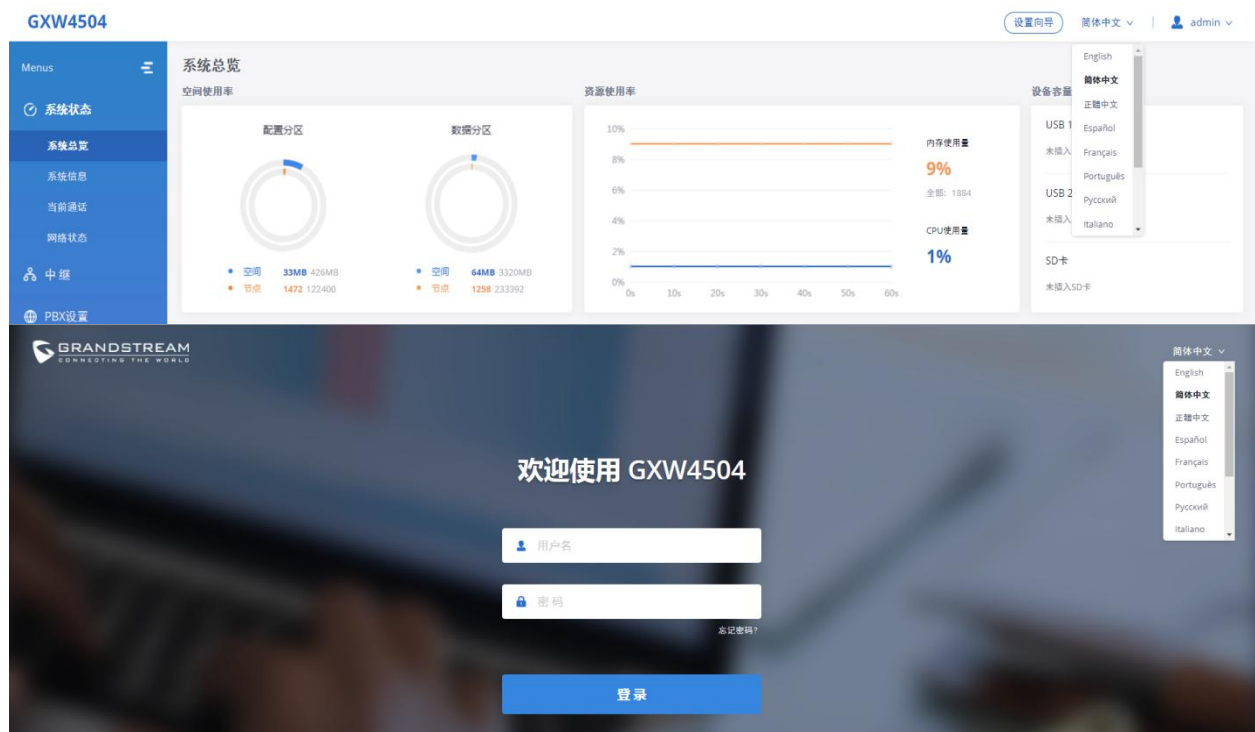 GXW4504
设置向导
简体中文
admin
Menus
系统状态
系统总览
系统信息
当前通话
网络状态
中继
PBX设置
系统总览
空间使用率
配置分区
数据分区
空间 33MB 426MB
节点 1472 122400
空间 64MB 3320MB
节点 1258 233392
资源使用率
10%
8%
6%
4%
2%
0%
0s 10s 20s 30s 40s 50s 60s
内存使用量
9%
全部: 1884
CPU使用量
1%
设备容量
USB 1
未插入
USB 2
未插入
SD卡
未插入SD卡
English
简体中文
正體中文
Español
Français
Português
Русский
Italiano
GRANDSTREAM
CONNECTING THE WORLD
简体中文
English
简体中文
正體中文
Español
Français
Português
Русский
Italiano
欢迎使用 GXW4504
用户名
密码
忘记密码?
登录